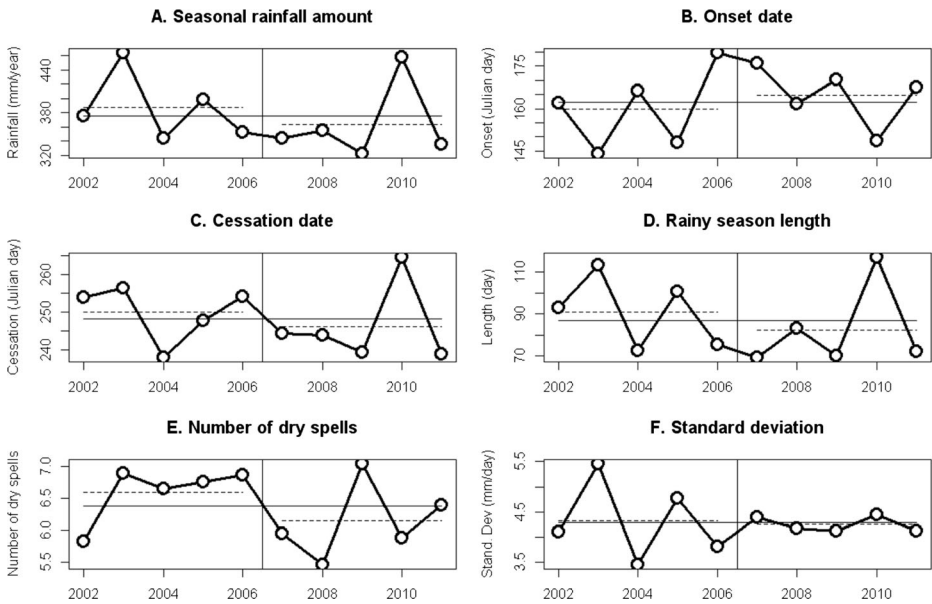 A. Seasonal rainfall amount
Rainfall (mm/year)
440
380
320
2002 2004 2006 2008 2010
B. Onset date
Onset (Julian day)
175
160
145
2002 2004 2006 2008 2010
C. Cessation date
Cessation (Julian day)
260
250
240
2002 2004 2006 2008 2010
D. Rainy season length
Length (day)
110
90
70
2002 2004 2006 2008 2010
E. Number of dry spells
Number of dry spells
7.0
6.5
6.0
5.5
2002 2004 2006 2008 2010
F. Standard deviation
Stand. Dev (mm/day)
5.5
4.5
3.5
2002 2004 2006 2008 2010